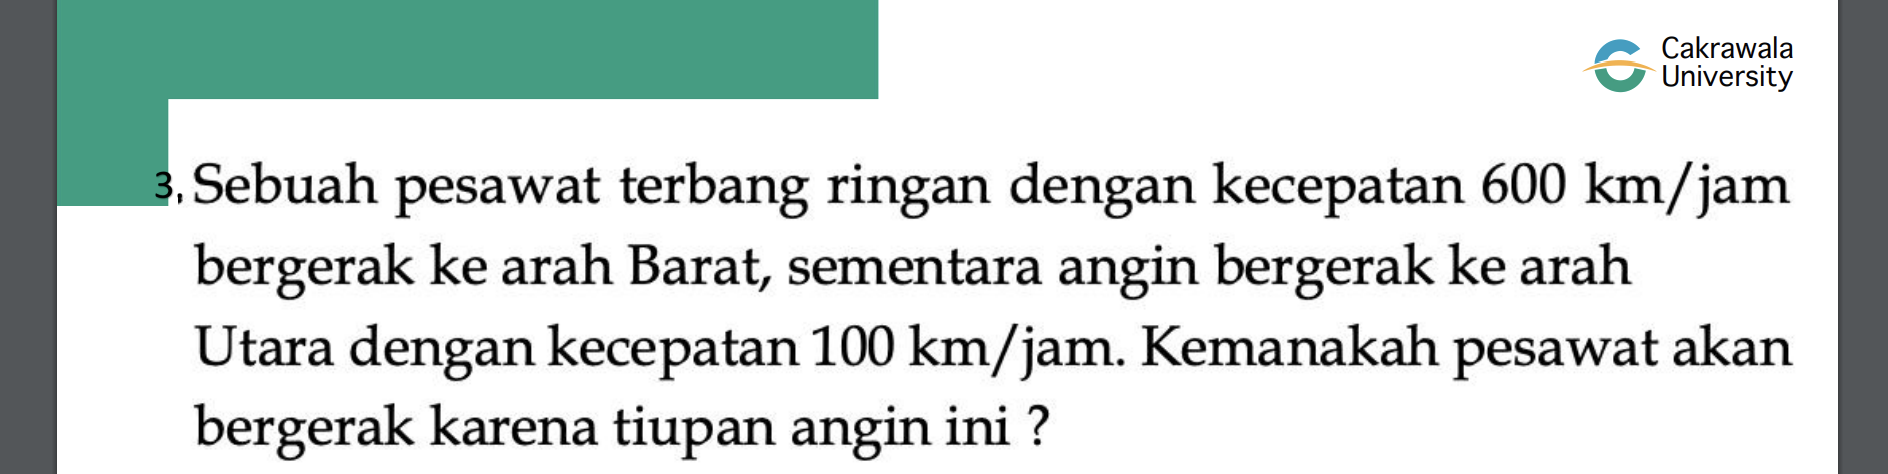 Cakrawala
University
3. Sebuah pesawat terbang ringan dengan kecepatan 600 km/jam
bergerak ke arah Barat, sementara angin bergerak ke arah
Utara dengan kecepatan 100 km/jam. Kemanakah pesawat akan
bergerak karena tiupan angin ini ?